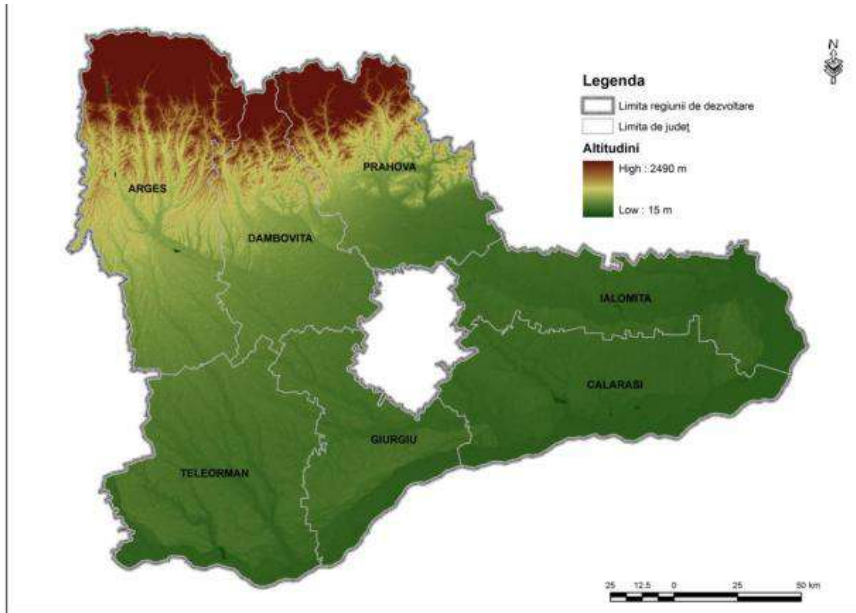 N
Legenda
Limita regiunii de dezvoltare
Limita de județ
Altitudini
High : 2490 m
Low : 15 m
ARGES
PRAHOVA
DAMBOVITA
IALOMITA
CALARASI
GIURGIU
TELEORMAN
25 12.5 0 25 50 km